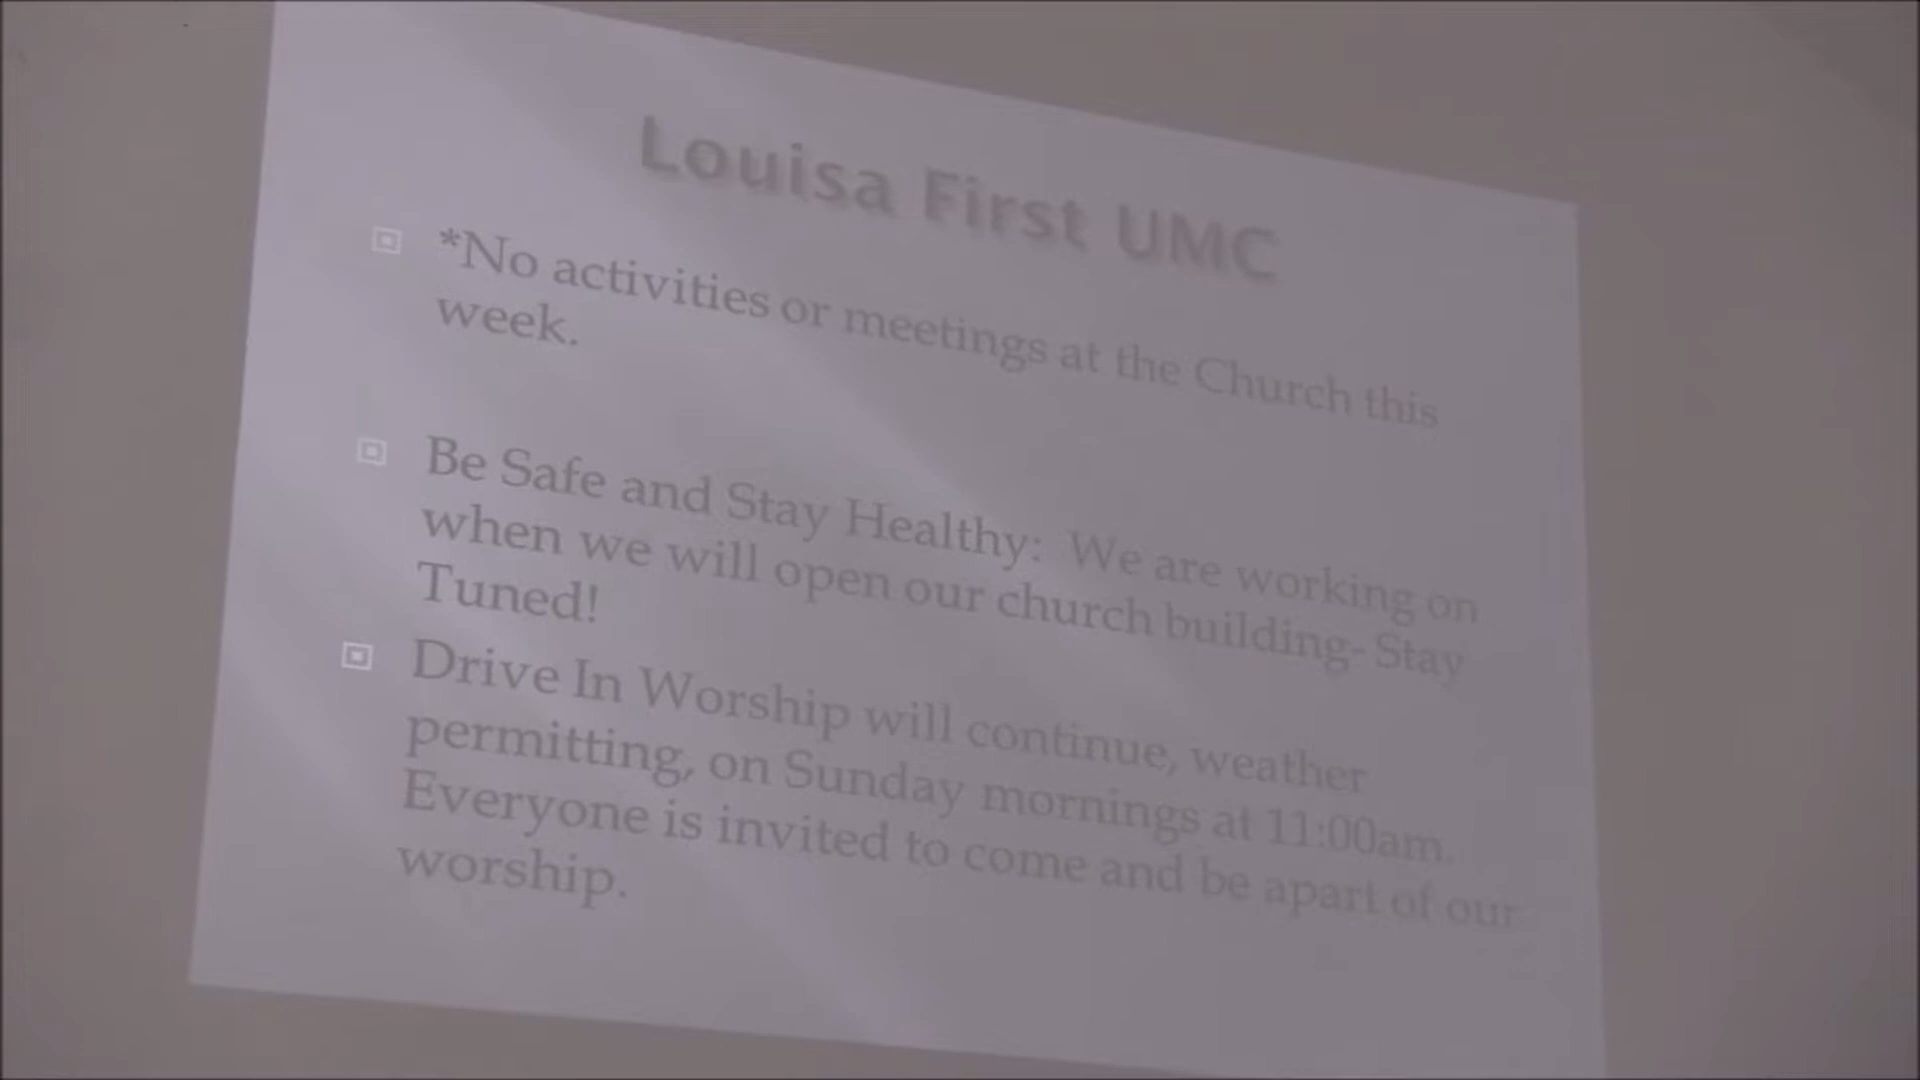 Louisa First UMC
*No activities or meetings at the Church this
week.
Be Safe and Stay Healthy: We are working on
when we will open our church building- Stay
Tuned!
Drive In Worship will continue, weather
permitting, on Sunday mornings at 11:00am.
Everyone is invited to come and be apart of our
worship.